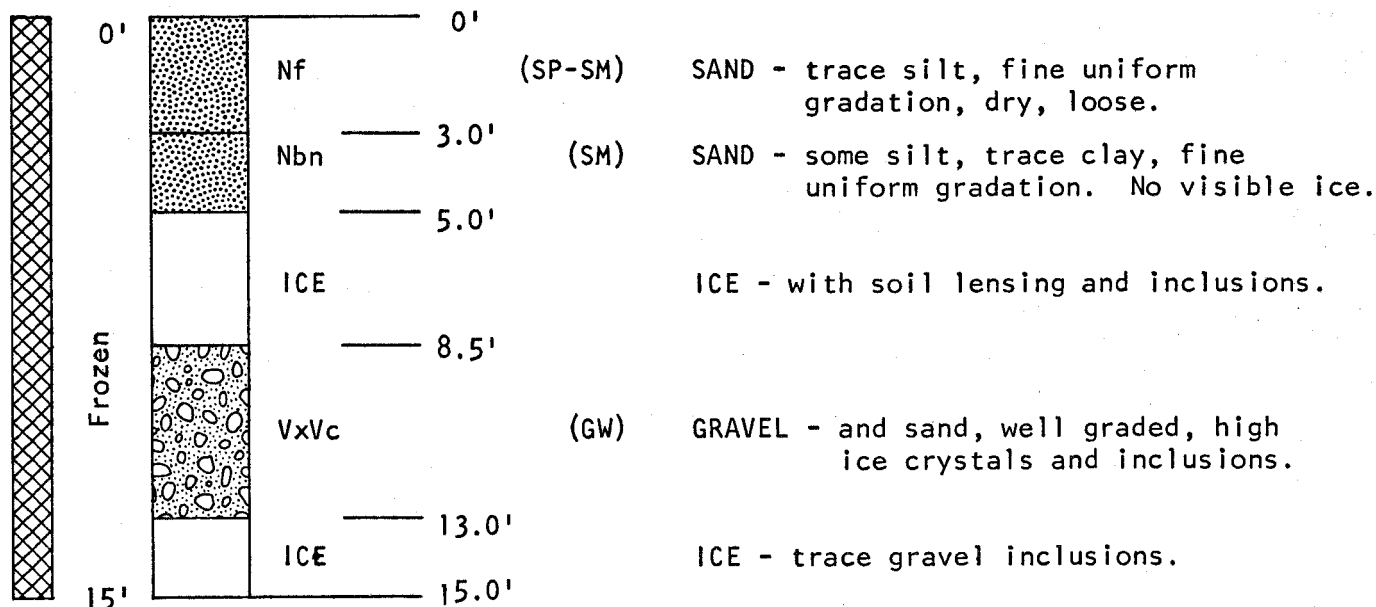 0' 0'
Nf (SP-SM) SAND - trace silt, fine uniform
gradation, dry, loose.
3.0'
Nbn (SM) SAND - some silt, trace clay, fine
uniform gradation. No visible ice.
5.0'
ICE ICE - with soil lensing and inclusions.
8.5'
Frozen
VxVc (GW) GRAVEL - and sand, well graded, high
ice crystals and inclusions.
13.0'
ICE ICE - trace gravel inclusions.
15' 15.0'